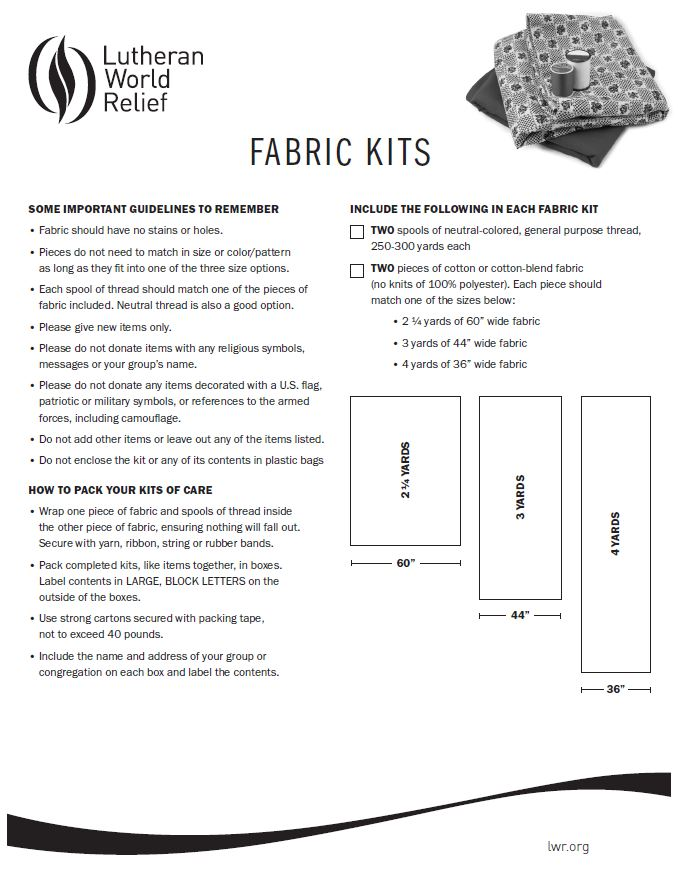 Lutheran
World
Relief
FABRIC KITS
SOME IMPORTANT GUIDELINES TO REMEMBER
• Fabric should have no stains or holes.
• Pieces do not need to match in size or color/pattern
as long as they fit into one of the three size options.
• Each spool of thread should match one of the pieces of
fabric included. Neutral thread is also a good option.
• Please give new items only.
• Please do not donate items with any religious symbols,
messages or your group's name.
• Please do not donate any items decorated with a U.S. flag,
patriotic or military symbols, or references to the armed
forces, including camouflage.
• Do not add other items or leave out any of the items listed.
• Do not enclose the kit or any of its contents in plastic bags
HOW TO PACK YOUR KITS OF CARE
• Wrap one piece of fabric and spools of thread inside
the other piece of fabric, ensuring nothing will fall out.
Secure with yarn, ribbon, string or rubber bands.
• Pack completed kits, like items together, in boxes.
Label contents in LARGE, BLOCK LETTERS on the
outside of the boxes.
• Use strong cartons secured with packing tape,
not to exceed 40 pounds.
• Include the name and address of your group or
congregation on each box and label the contents.
INCLUDE THE FOLLOWING IN EACH FABRIC KIT
TWO spools of neutral-colored, general purpose thread,
250-300 yards each
TWO pieces of cotton or cotton-blend fabric
(no knits of 100% polyester). Each piece should
match one of the sizes below:
• 2 ¼ yards of 60" wide fabric
• 3 yards of 44" wide fabric
• 4 yards of 36" wide fabric
2 ¼ YARDS
60"
3 YARDS
44"
4 YARDS
36"
lwr.org